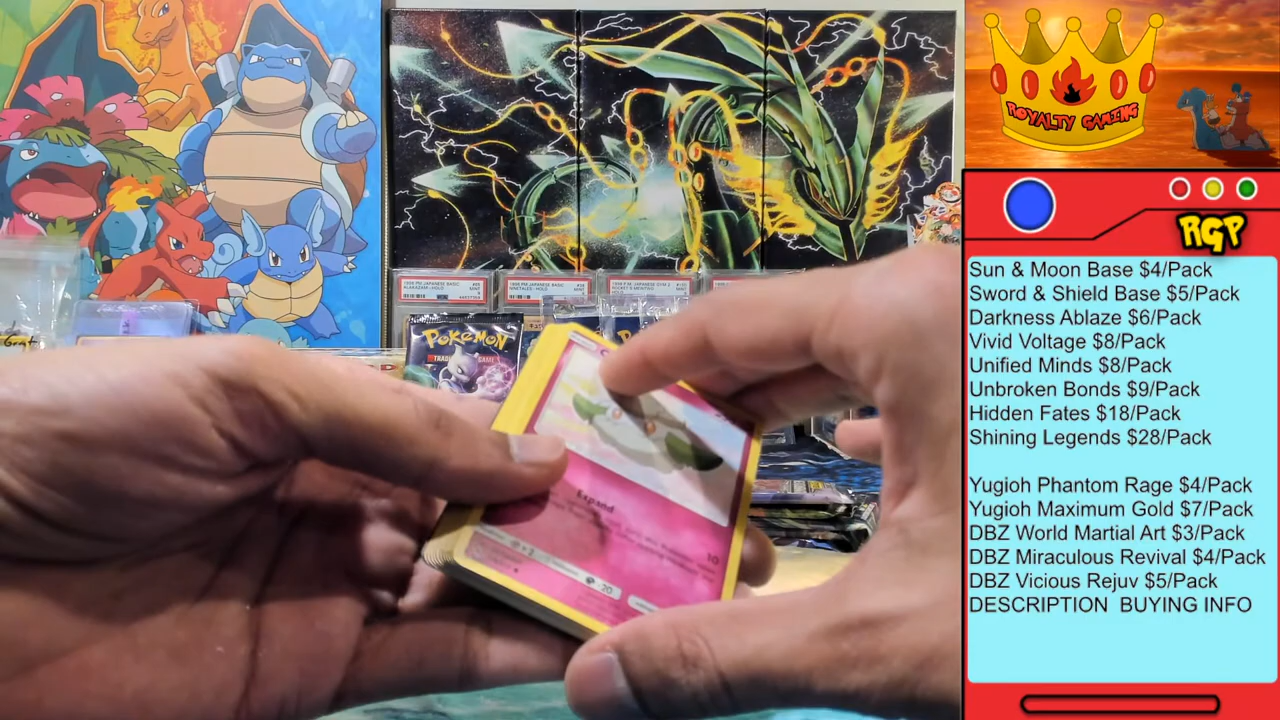 ROYALTY GAMING
RGP
Sun & Moon Base $4/Pack
Sword & Shield Base $5/Pack
Darkness Ablaze $6/Pack
Vivid Voltage $8/Pack
Unified Minds $8/Pack
Unbroken Bonds $9/Pack
Hidden Fates $18/Pack
Shining Legends $28/Pack
Yugioh Phantom Rage $4/Pack
Yugioh Maximum Gold $7/Pack
DBZ World Martial Art $3/Pack
DBZ Miraculous Revival $4/Pack
DBZ Vicious Rejuv $5/Pack
DESCRIPTION BUYING INFO
POKéMON
GAME
Expand
10
-20